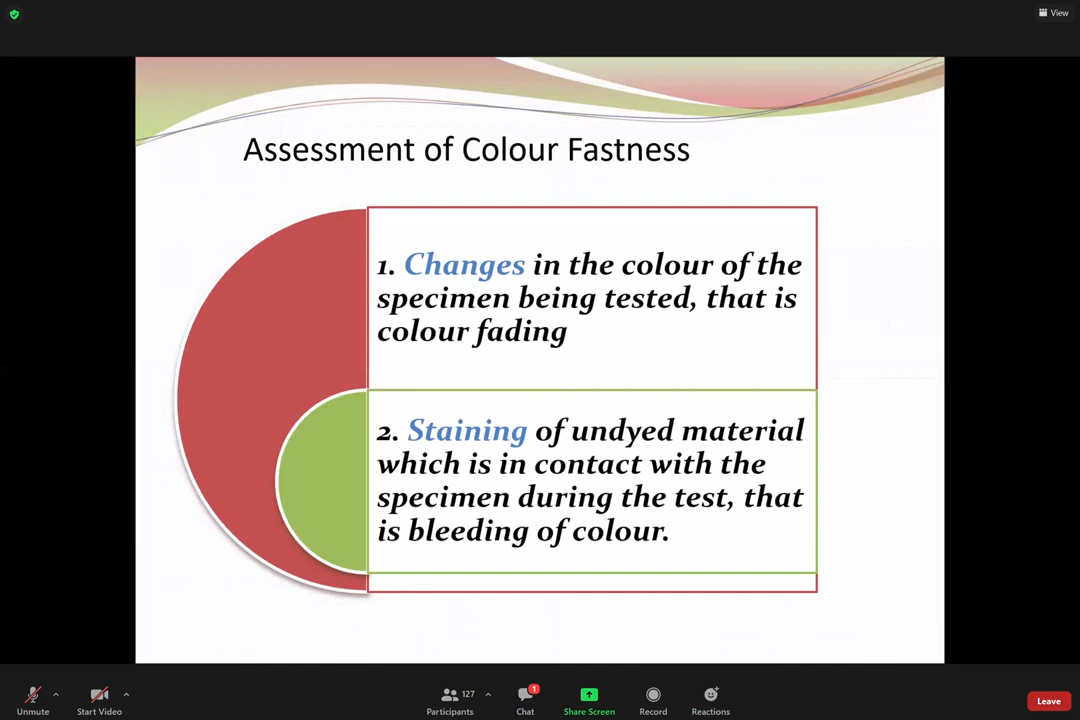 View
Assessment of Colour Fastness
1. Changes in the colour of the
specimen being tested, that is
colour fading
2. Staining of undyed material
which is in contact with the
specimen during the test, that
is bleeding of colour.
Unmute
Start Video
127
Participants
1
Chat
Share Screen
Record
Reactions
Leave